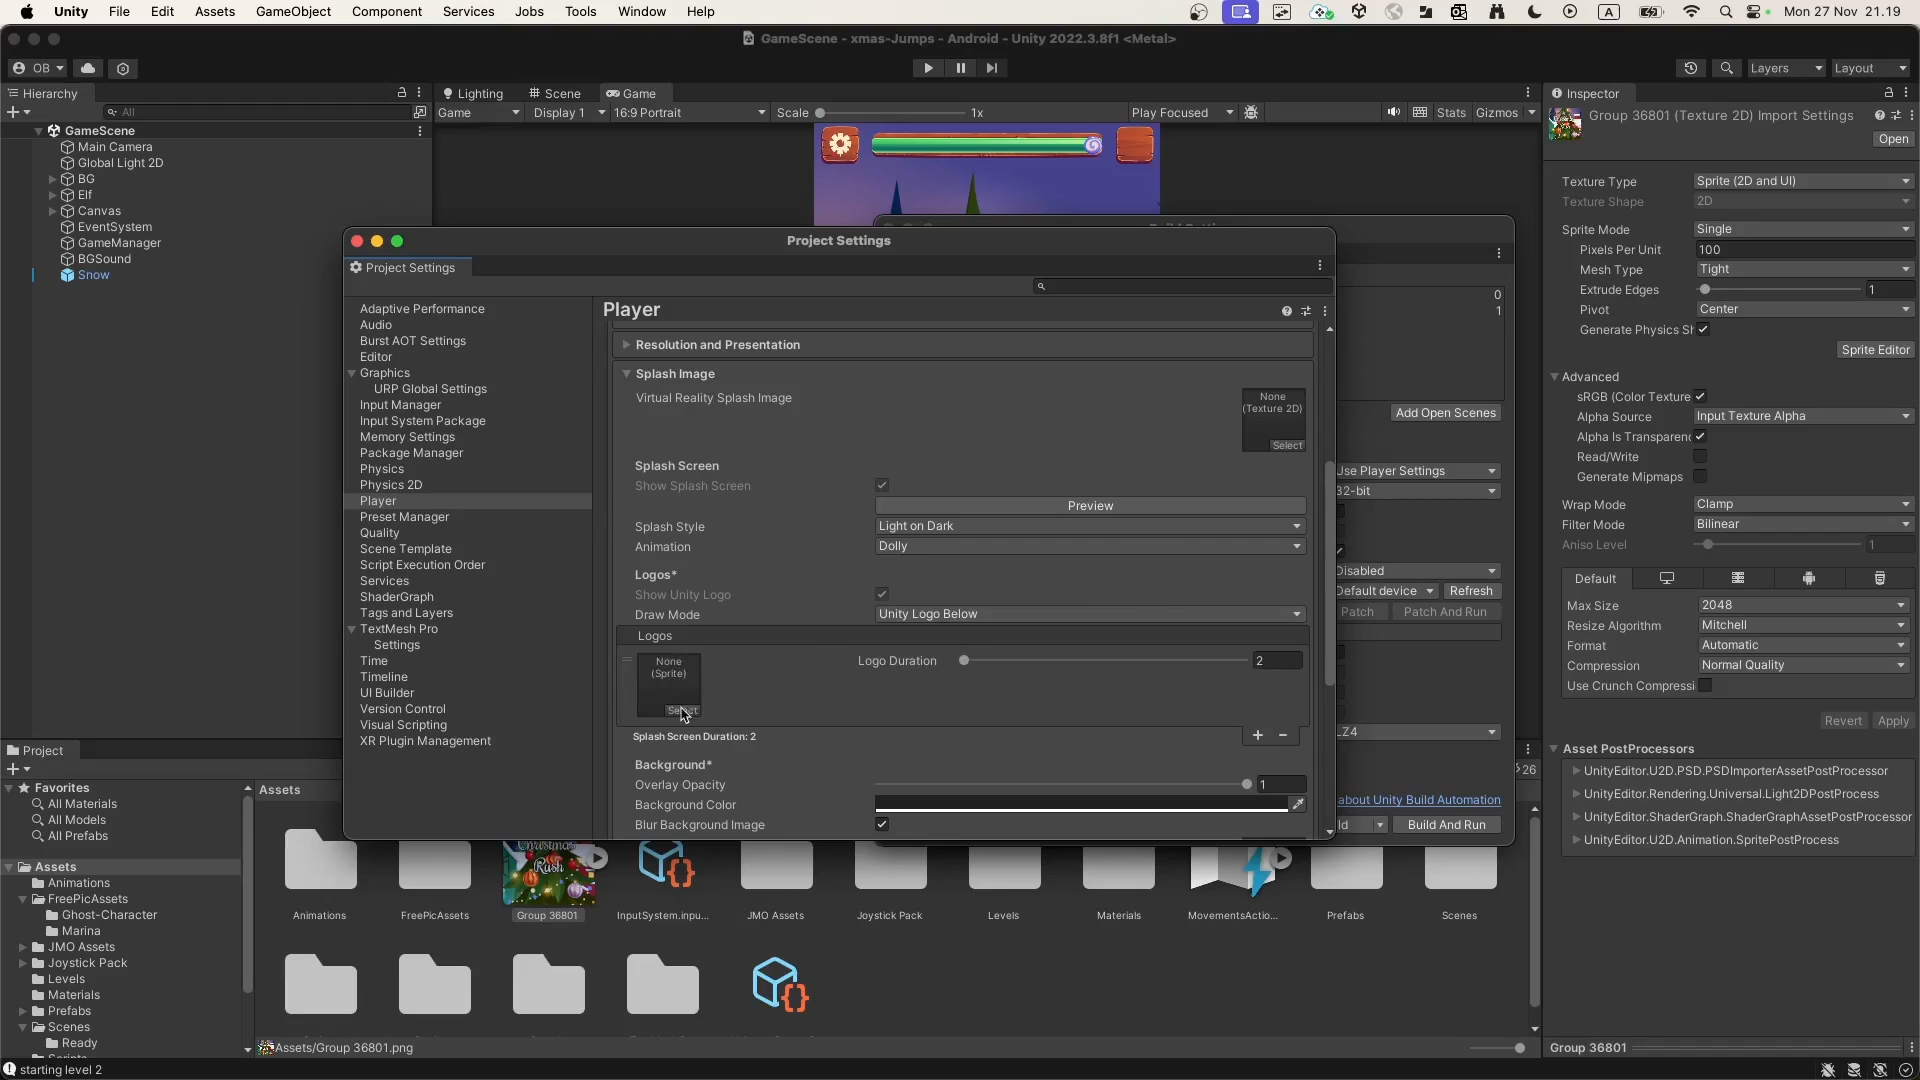 Unity File Edit Assets GameObject Component Services Jobs Tools Window Help
A Mon 27 Nov 21.19
GameScene - xmas-Jumps - Android - Unity 2022.3.8f1 <Metal>
OB
Layers Layout
Hierarchy
All
GameScene
Main Camera
Global Light 2D
BG
Elf
Canvas
EventSystem
GameManager
BGSound
Snow
Lighting Scene Game
Game Display 1 16:9 Portrait Scale 1x Play Focused Stats Gizmos
Project Settings
Project Settings
Adaptive Performance
Audio
Burst AOT Settings
Editor
Graphics
URP Global Settings
Input Manager
Input System Package
Memory Settings
Package Manager
Physics
Physics 2D
Player
Preset Manager
Quality
Scene Template
Script Execution Order
Services
ShaderGraph
Tags and Layers
TextMesh Pro
Settings
Time
Timeline
UI Builder
Version Control
Visual Scripting
XR Plugin Management
Player
Resolution and Presentation
Splash Image
Virtual Reality Splash Image
None
(Texture 2D)
Select
Splash Screen
Show Splash Screen
Preview
Splash Style Light on Dark
Animation Dolly
Logos*
Show Unity Logo
Draw Mode Unity Logo Below
Logos
None
(Sprite)
Select
Logo Duration 2
Splash Screen Duration: 2
Background*
Overlay Opacity 1
Background Color
Blur Background Image
0
1
Add Open Scenes
Use Player Settings
32-bit
Disabled
Default device Refresh
Patch Patch And Run
LZ4
about Unity Build Automation
ld Build And Run
Inspector
Group 36801 (Texture 2D) Import Settings
Open
Texture Type Sprite (2D and UI)
Texture Shape 2D
Sprite Mode Single
Pixels Per Unit 100
Mesh Type Tight
Extrude Edges 1
Pivot Center
Generate Physics Sh
Sprite Editor
Advanced
sRGB (Color Texture
Alpha Source Input Texture Alpha
Alpha Is Transparen
Read/Write
Generate Mipmaps
Wrap Mode Clamp
Filter Mode Bilinear
Aniso Level 1
Default
Max Size 2048
Resize Algorithm Mitchell
Format Automatic
Compression Normal Quality
Use Crunch Compressi
Revert Apply
Asset PostProcessors
UnityEditor.U2D.PSD.PSDImporterAssetPostProcessor
UnityEditor.Rendering.Universal.Light2DPostProcess
UnityEditor.ShaderGraph.ShaderGraphAssetPostProcessor
UnityEditor.U2D.Animation.SpritePostProcess
Group 36801
Project
26
Favorites
All Materials
All Models
All Prefabs
Assets
Animations
FreePicAssets
Ghost-Character
Marina
JMO Assets
Joystick Pack
Levels
Materials
Prefabs
Scenes
Ready
Assets
Christmas
Rush
Animations FreePicAssets Group 36801 InputSystem.inpu... JMO Assets Joystick Pack Levels Materials MovementsActio... Prefabs Scenes
Assets/Group 36801.png
starting level 2